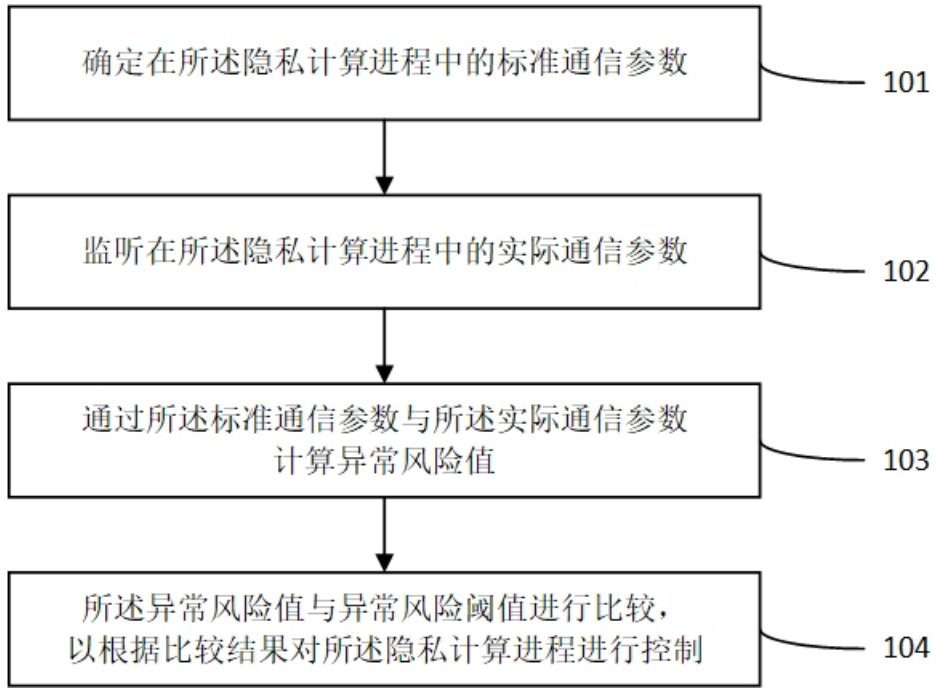 确定在所述隐私计算进程中的标准通信参数
101
监听在所述隐私计算进程中的实际通信参数
102
通过所述标准通信参数与所述实际通信参数
计算异常风险值
103
所述异常风险值与异常风险阈值进行比较，
以根据比较结果对所述隐私计算进程进行控制
104